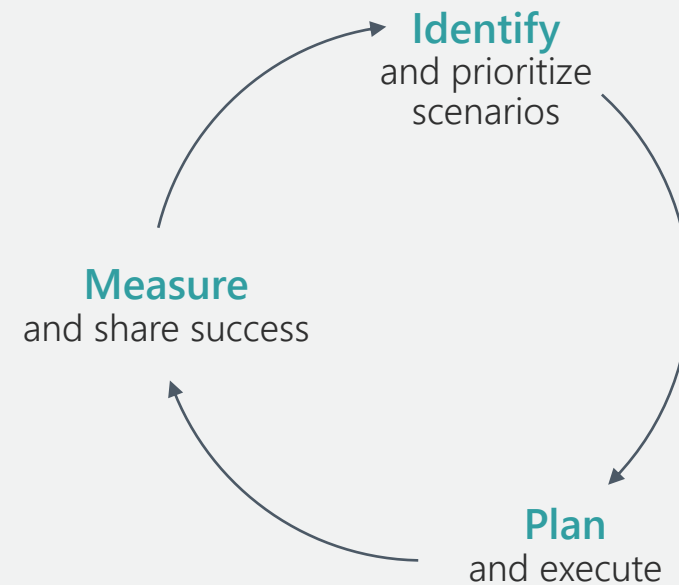 Identify
and prioritize
scenarios
Measure
and share success
Plan
and execute